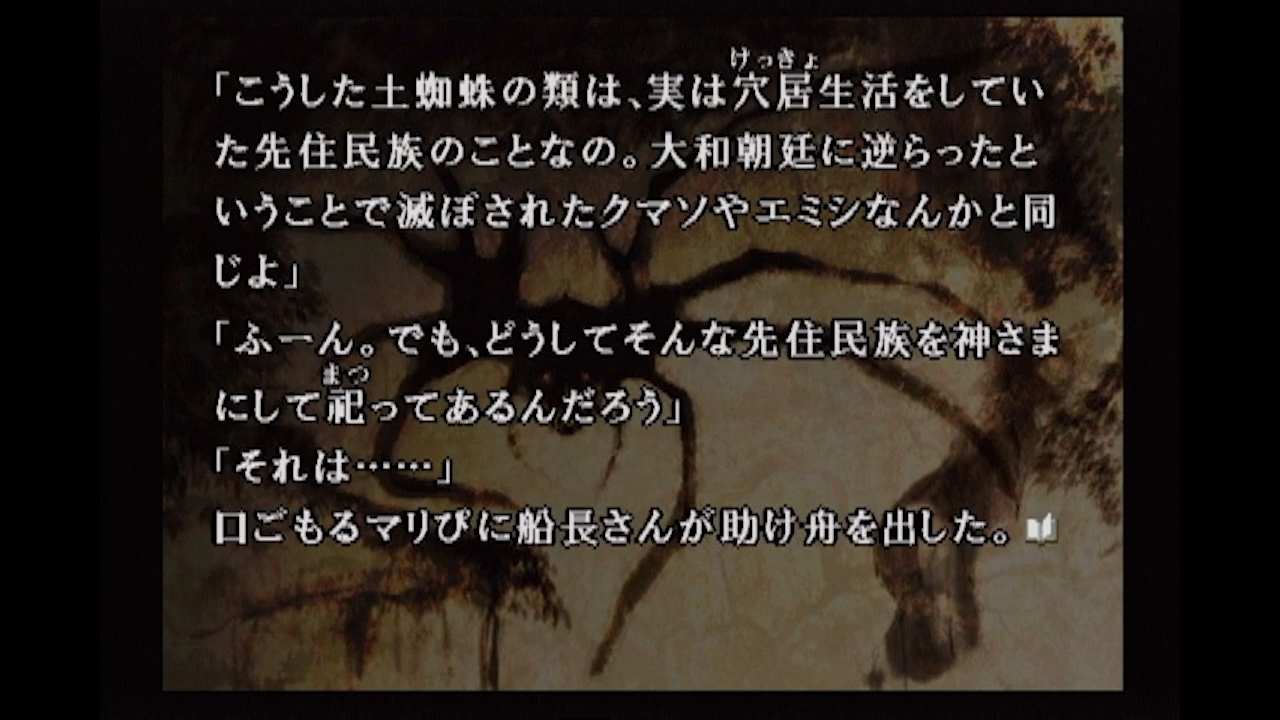 けっきょ
「こうした土蜘蛛の類は、実は穴居生活をしてい
た先住民族のことなの。大和朝廷に逆らったと
いうことで滅ぼされたクマソやエミシなんかと同
じよ」
「ふーん。でも、どうしてそんな先住民族を神さま
まつ
にして祀ってあるんだろう」
「それは……」
口ごもるマリぴに船長さんが助け舟を出した。